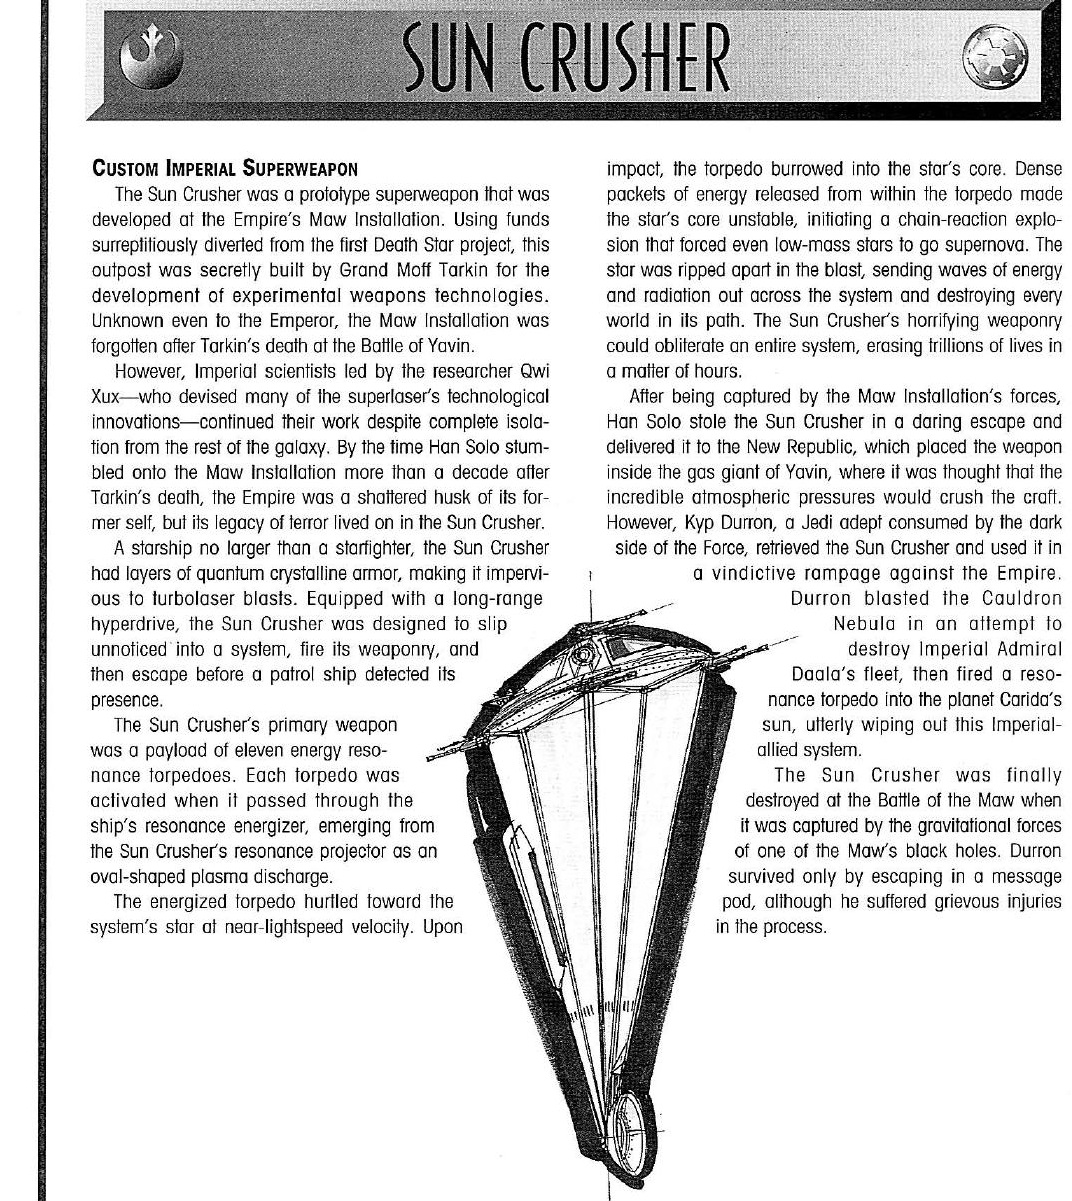 SUN CRUSHER
CUSTOM IMPERIAL SUPERWEAPON
The Sun Crusher was a prototype superweapon that was
developed at the Empire's Maw Installation. Using funds
surreptitiously diverted from the first Death Star project, this
outpost was secretly built by Grand Moff Tarkin for the
development of experimental weapons technologies.
Unknown even to the Emperor, the Maw Installation was
forgotten after Tarkin's death at the Battle of Yavin.
However, Imperial scientists led by the researcher Qwi
Xux—who devised many of the superlaser's technological
innovations—continued their work despite complete isola-
tion from the rest of the galaxy. By the time Han Solo stum-
bled onto the Maw Installation more than a decade after
Tarkin's death, the Empire was a shattered husk of its for-
mer self, but its legacy of terror lived on in the Sun Crusher.
A starship no larger than a starfighter, the Sun Crusher
had layers of quantum crystalline armor, making it impervi-
ous to turbolaser blasts. Equipped with a long-range
hyperdrive, the Sun Crusher was designed to slip
unnoticed into a system, fire its weaponry, and
then escape before a patrol ship detected its
presence.
The Sun Crusher's primary weapon
was a payload of eleven energy reso-
nance torpedoes. Each torpedo was
activated when it passed through the
ship's resonance energizer, emerging from
the Sun Crusher's resonance projector as an
oval-shaped plasma discharge.
The energized torpedo hurtled toward the
system's star at near-lightspeed velocity. Upon
impact, the torpedo burrowed into the star's core. Dense
packets of energy released from within the torpedo made
the star's core unstable, initiating a chain-reaction explo-
sion that forced even low-mass stars to go supernova. The
star was ripped apart in the blast, sending waves of energy
and radiation out across the system and destroying every
world in its path. The Sun Crusher's horrifying weaponry
could obliterate an entire system, erasing trillions of lives in
a matter of hours.
After being captured by the Maw Installation's forces,
Han Solo stole the Sun Crusher in a daring escape and
delivered it to the New Republic, which placed the weapon
inside the gas giant of Yavin, where it was thought that the
incredible atmospheric pressures would crush the craft.
However, Kyp Durron, a Jedi adept consumed by the dark
side of the Force, retrieved the Sun Crusher and used it in
a vindictive rampage against the Empire.
Durron blasted the Cauldron
Nebula in an attempt to
destroy Imperial Admiral
Daala's fleet, then fired a reso-
nance torpedo into the planet Carida's
sun, utterly wiping out this Imperial-
allied system.
The Sun Crusher was finally
destroyed at the Battle of the Maw when
it was captured by the gravitational forces
of one of the Maw's black holes. Durron
survived only by escaping in a message
pod, although he suffered grievous injuries
in the process.